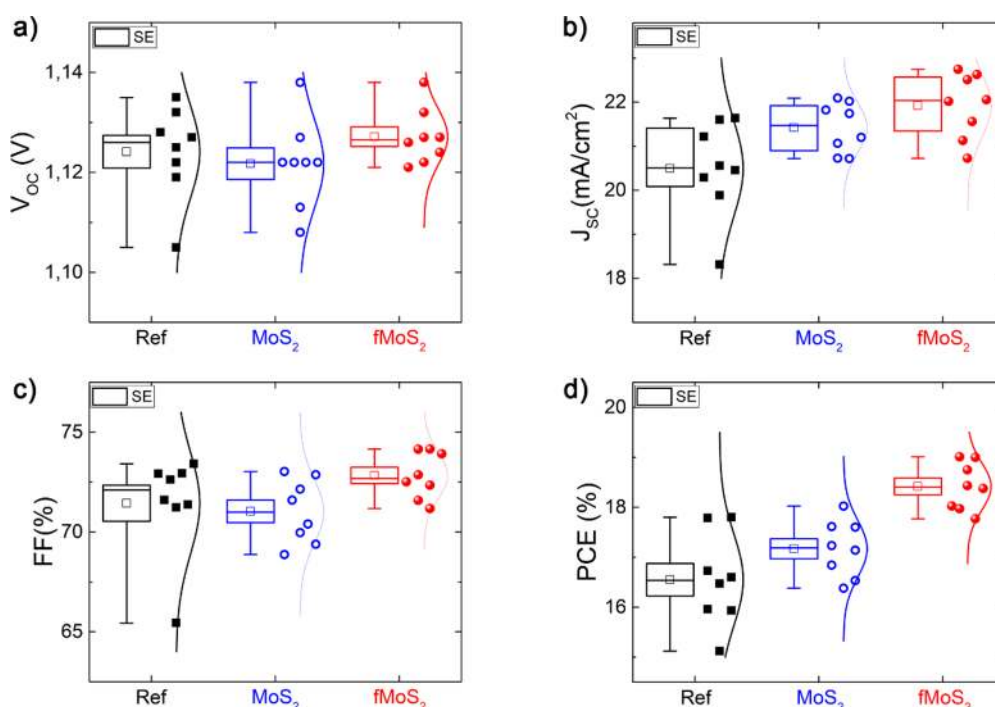 a)
SE
1,14
1,12
1,10
V_OC (V)
Ref
MoS₂
fMoS₂
b)
SE
22
20
18
J_SC(mA/cm²)
Ref
MoS₂
fMoS₂
c)
SE
75
70
65
FF(%)
Ref
MoS₂
fMoS₂
d)
SE
20
18
16
PCE (%)
Ref
MoS₂
fMoS₂